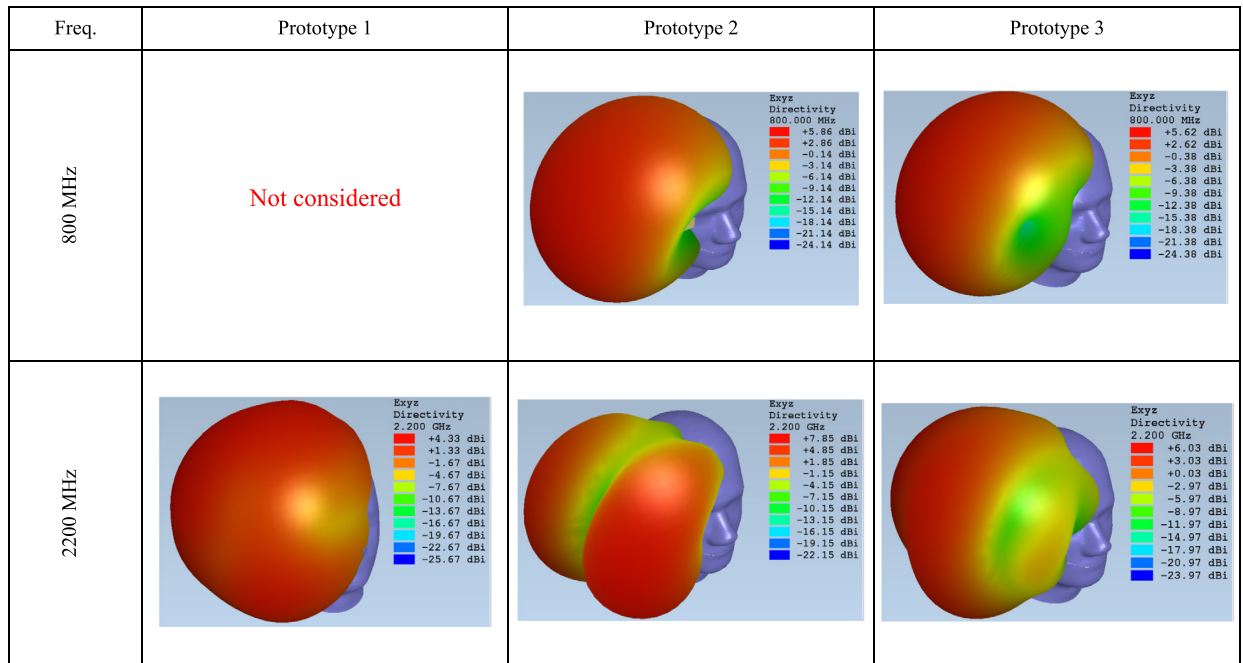 Freq.
Prototype 1
Prototype 2
Prototype 3
800 MHz
Not considered
Exyz
Directivity
800.000 MHz
+5.86 dBi
+2.86 dBi
-0.14 dBi
-3.14 dBi
-6.14 dBi
-9.14 dBi
-12.14 dBi
-15.14 dBi
-18.14 dBi
-21.14 dBi
-24.14 dBi
Exyz
Directivity
800.000 MHz
+5.62 dBi
+2.62 dBi
-0.38 dBi
-3.38 dBi
-6.38 dBi
-9.38 dBi
-12.38 dBi
-15.38 dBi
-18.38 dBi
-21.38 dBi
-24.38 dBi
2200 MHz
Exyz
Directivity
2.200 GHz
+4.33 dBi
+1.33 dBi
-1.67 dBi
-4.67 dBi
-7.67 dBi
-10.67 dBi
-13.67 dBi
-16.67 dBi
-19.67 dBi
-22.67 dBi
-25.67 dBi
Exyz
Directivity
2.200 GHz
+7.85 dBi
+4.85 dBi
+1.85 dBi
-1.15 dBi
-4.15 dBi
-7.15 dBi
-10.15 dBi
-13.15 dBi
-16.15 dBi
-19.15 dBi
-22.15 dBi
Exyz
Directivity
2.200 GHz
+6.03 dBi
+3.03 dBi
+0.03 dBi
-2.97 dBi
-5.97 dBi
-8.97 dBi
-11.97 dBi
-14.97 dBi
-17.97 dBi
-20.97 dBi
-23.97 dBi